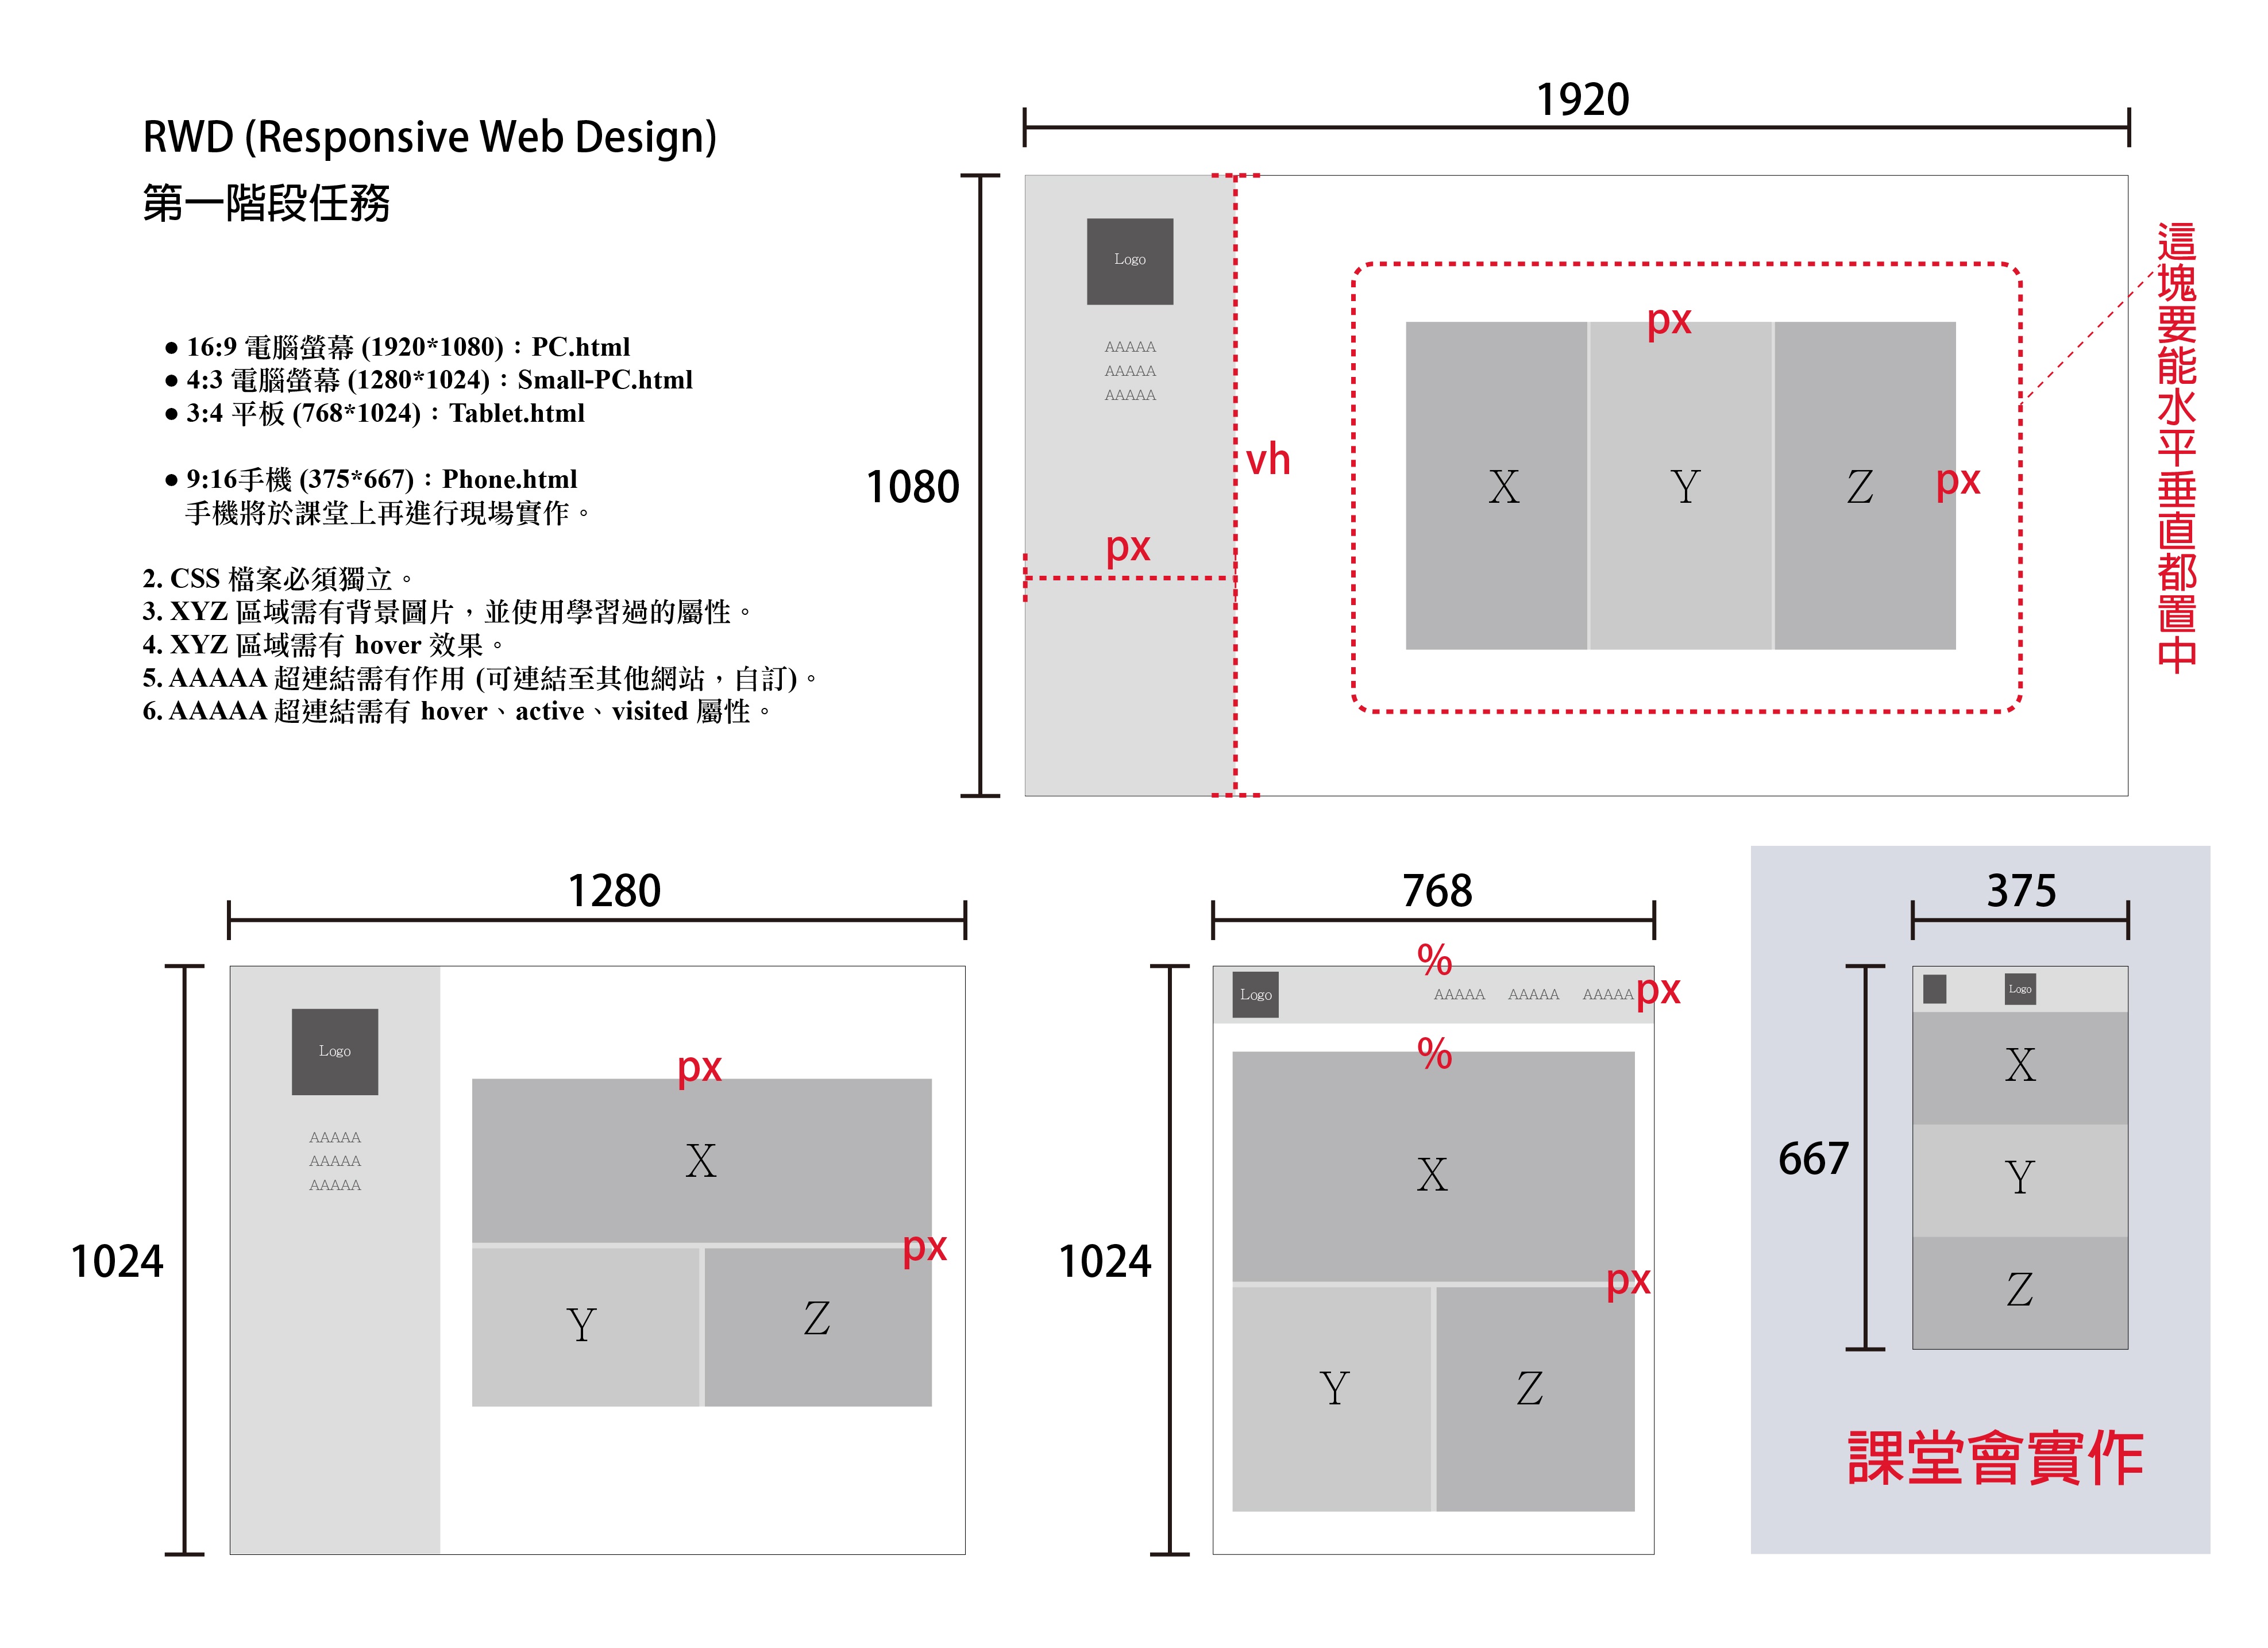 RWD (Responsive Web Design)
第一階段任務
● 16:9 電腦螢幕 (1920*1080)：PC.html
● 4:3 電腦螢幕 (1280*1024)：Small-PC.html
● 3:4 平板 (768*1024)：Tablet.html
● 9:16手機 (375*667)：Phone.html
手機將於課堂上再進行現場實作。
2. CSS 檔案必須獨立。
3. XYZ 區域需有背景圖片，並使用學習過的屬性。
4. XYZ 區域需有 hover 效果。
5. AAAAA 超連結需有作用 (可連結至其他網站，自訂)。
6. AAAAA 超連結需有 hover、active、visited 屬性。
1920
1080
Logo
AAAAA
AAAAA
AAAAA
px
vh
px
X
Y
Z
px
這塊要能水平垂直都置中
1280
1024
Logo
AAAAA
AAAAA
AAAAA
px
X
px
Y
Z
768
1024
%
Logo
AAAAA AAAAA AAAAA
px
%
X
px
Y
Z
375
667
Logo
X
Y
Z
課堂會實作